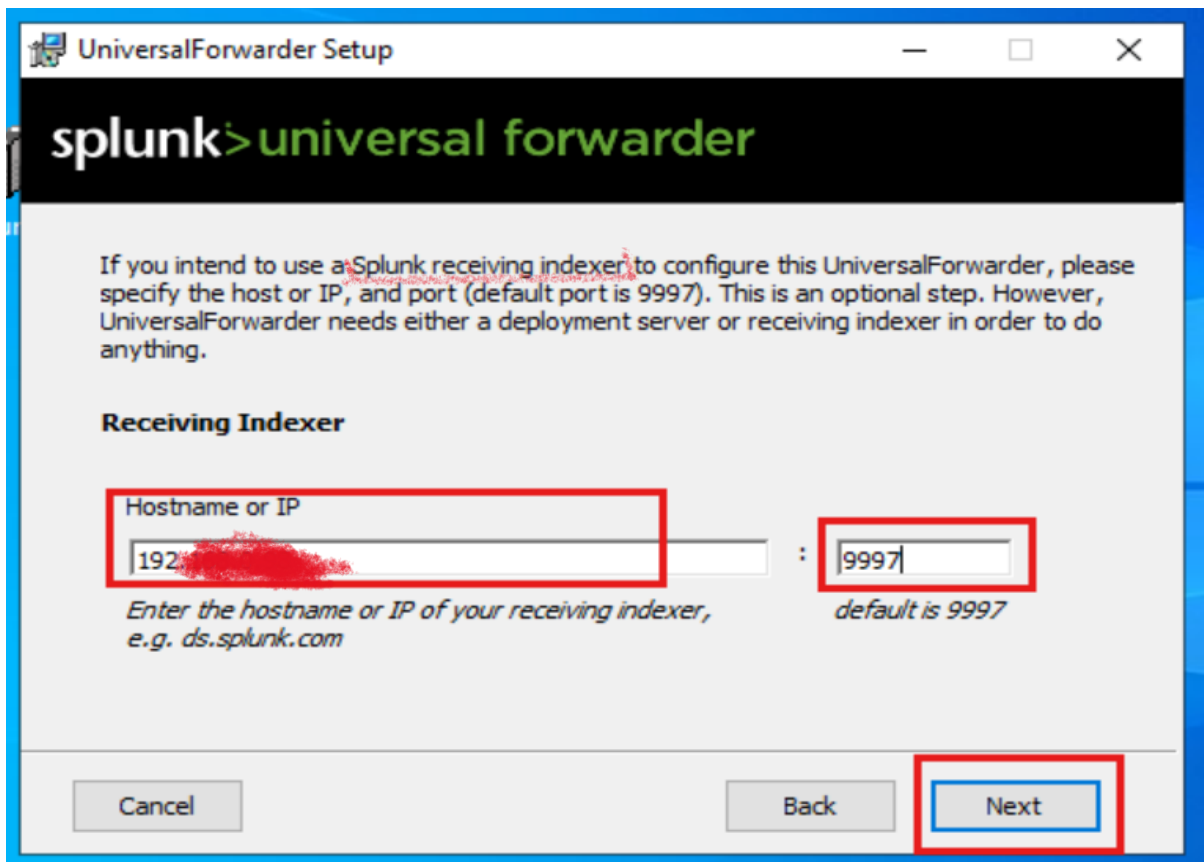 UniversalForwarder Setup
splunk>universal forwarder
If you intend to use a Splunk receiving indexer to configure this UniversalForwarder, please
specify the host or IP, and port (default port is 9997). This is an optional step. However,
UniversalForwarder needs either a deployment server or receiving indexer in order to do
anything.
Receiving Indexer
Hostname or IP
192. : 9997
Enter the hostname or IP of your receiving indexer, default is 9997
e.g. ds.splunk.com
Cancel Back Next